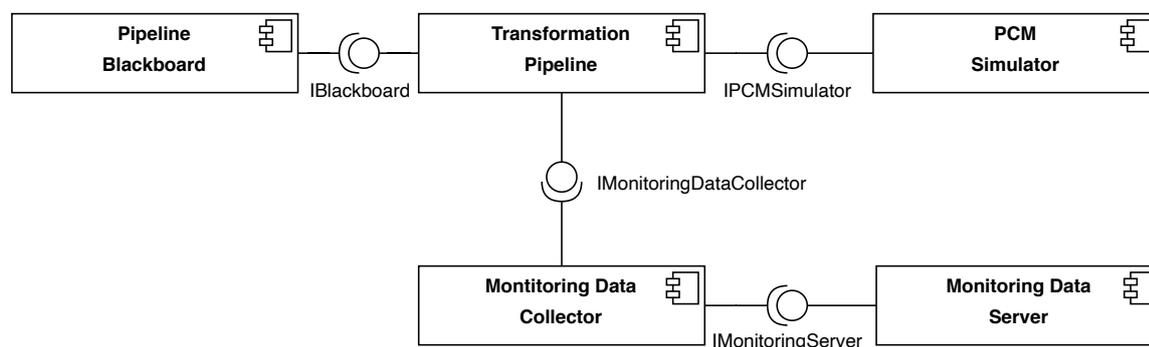 Pipeline
Blackboard
IBlackboard
Transformation
Pipeline
IPCMSimulator
PCM
Simulator
IMonitoringDataCollector
Montitoring Data
Collector
IMonitoringServer
Monitoring Data
Server